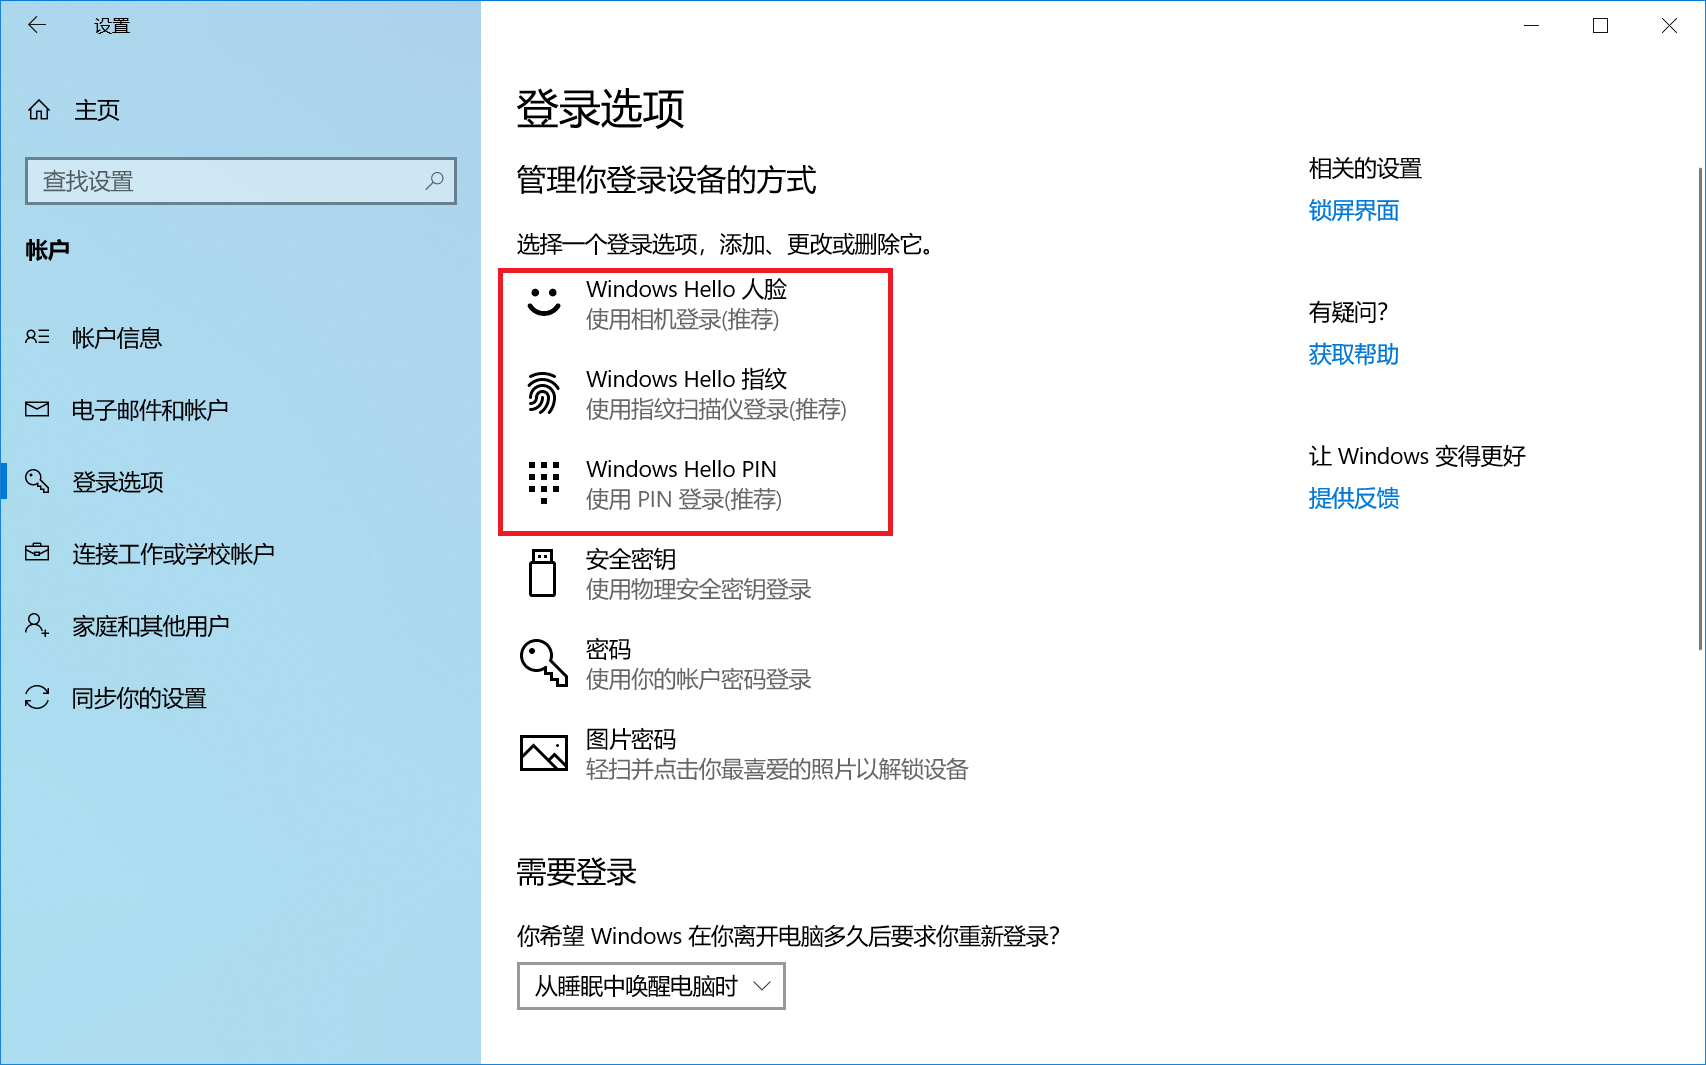 设置
主页
查找设置
帐户
帐户信息
电子邮件和帐户
登录选项
连接工作或学校帐户
家庭和其他用户
同步你的设置
登录选项
管理你登录设备的方式
选择一个登录选项，添加、更改或删除它。
Windows Hello 人脸
使用相机登录(推荐)
Windows Hello 指纹
使用指纹扫描仪登录(推荐)
Windows Hello PIN
使用 PIN 登录(推荐)
安全密钥
使用物理安全密钥登录
密码
使用你的帐户密码登录
图片密码
轻扫并点击你最喜爱的照片以解锁设备
需要登录
你希望 Windows 在你离开电脑多久后要求你重新登录？
从睡眠中唤醒电脑时
相关的设置
锁屏界面
有疑问？
获取帮助
让 Windows 变得更好
提供反馈